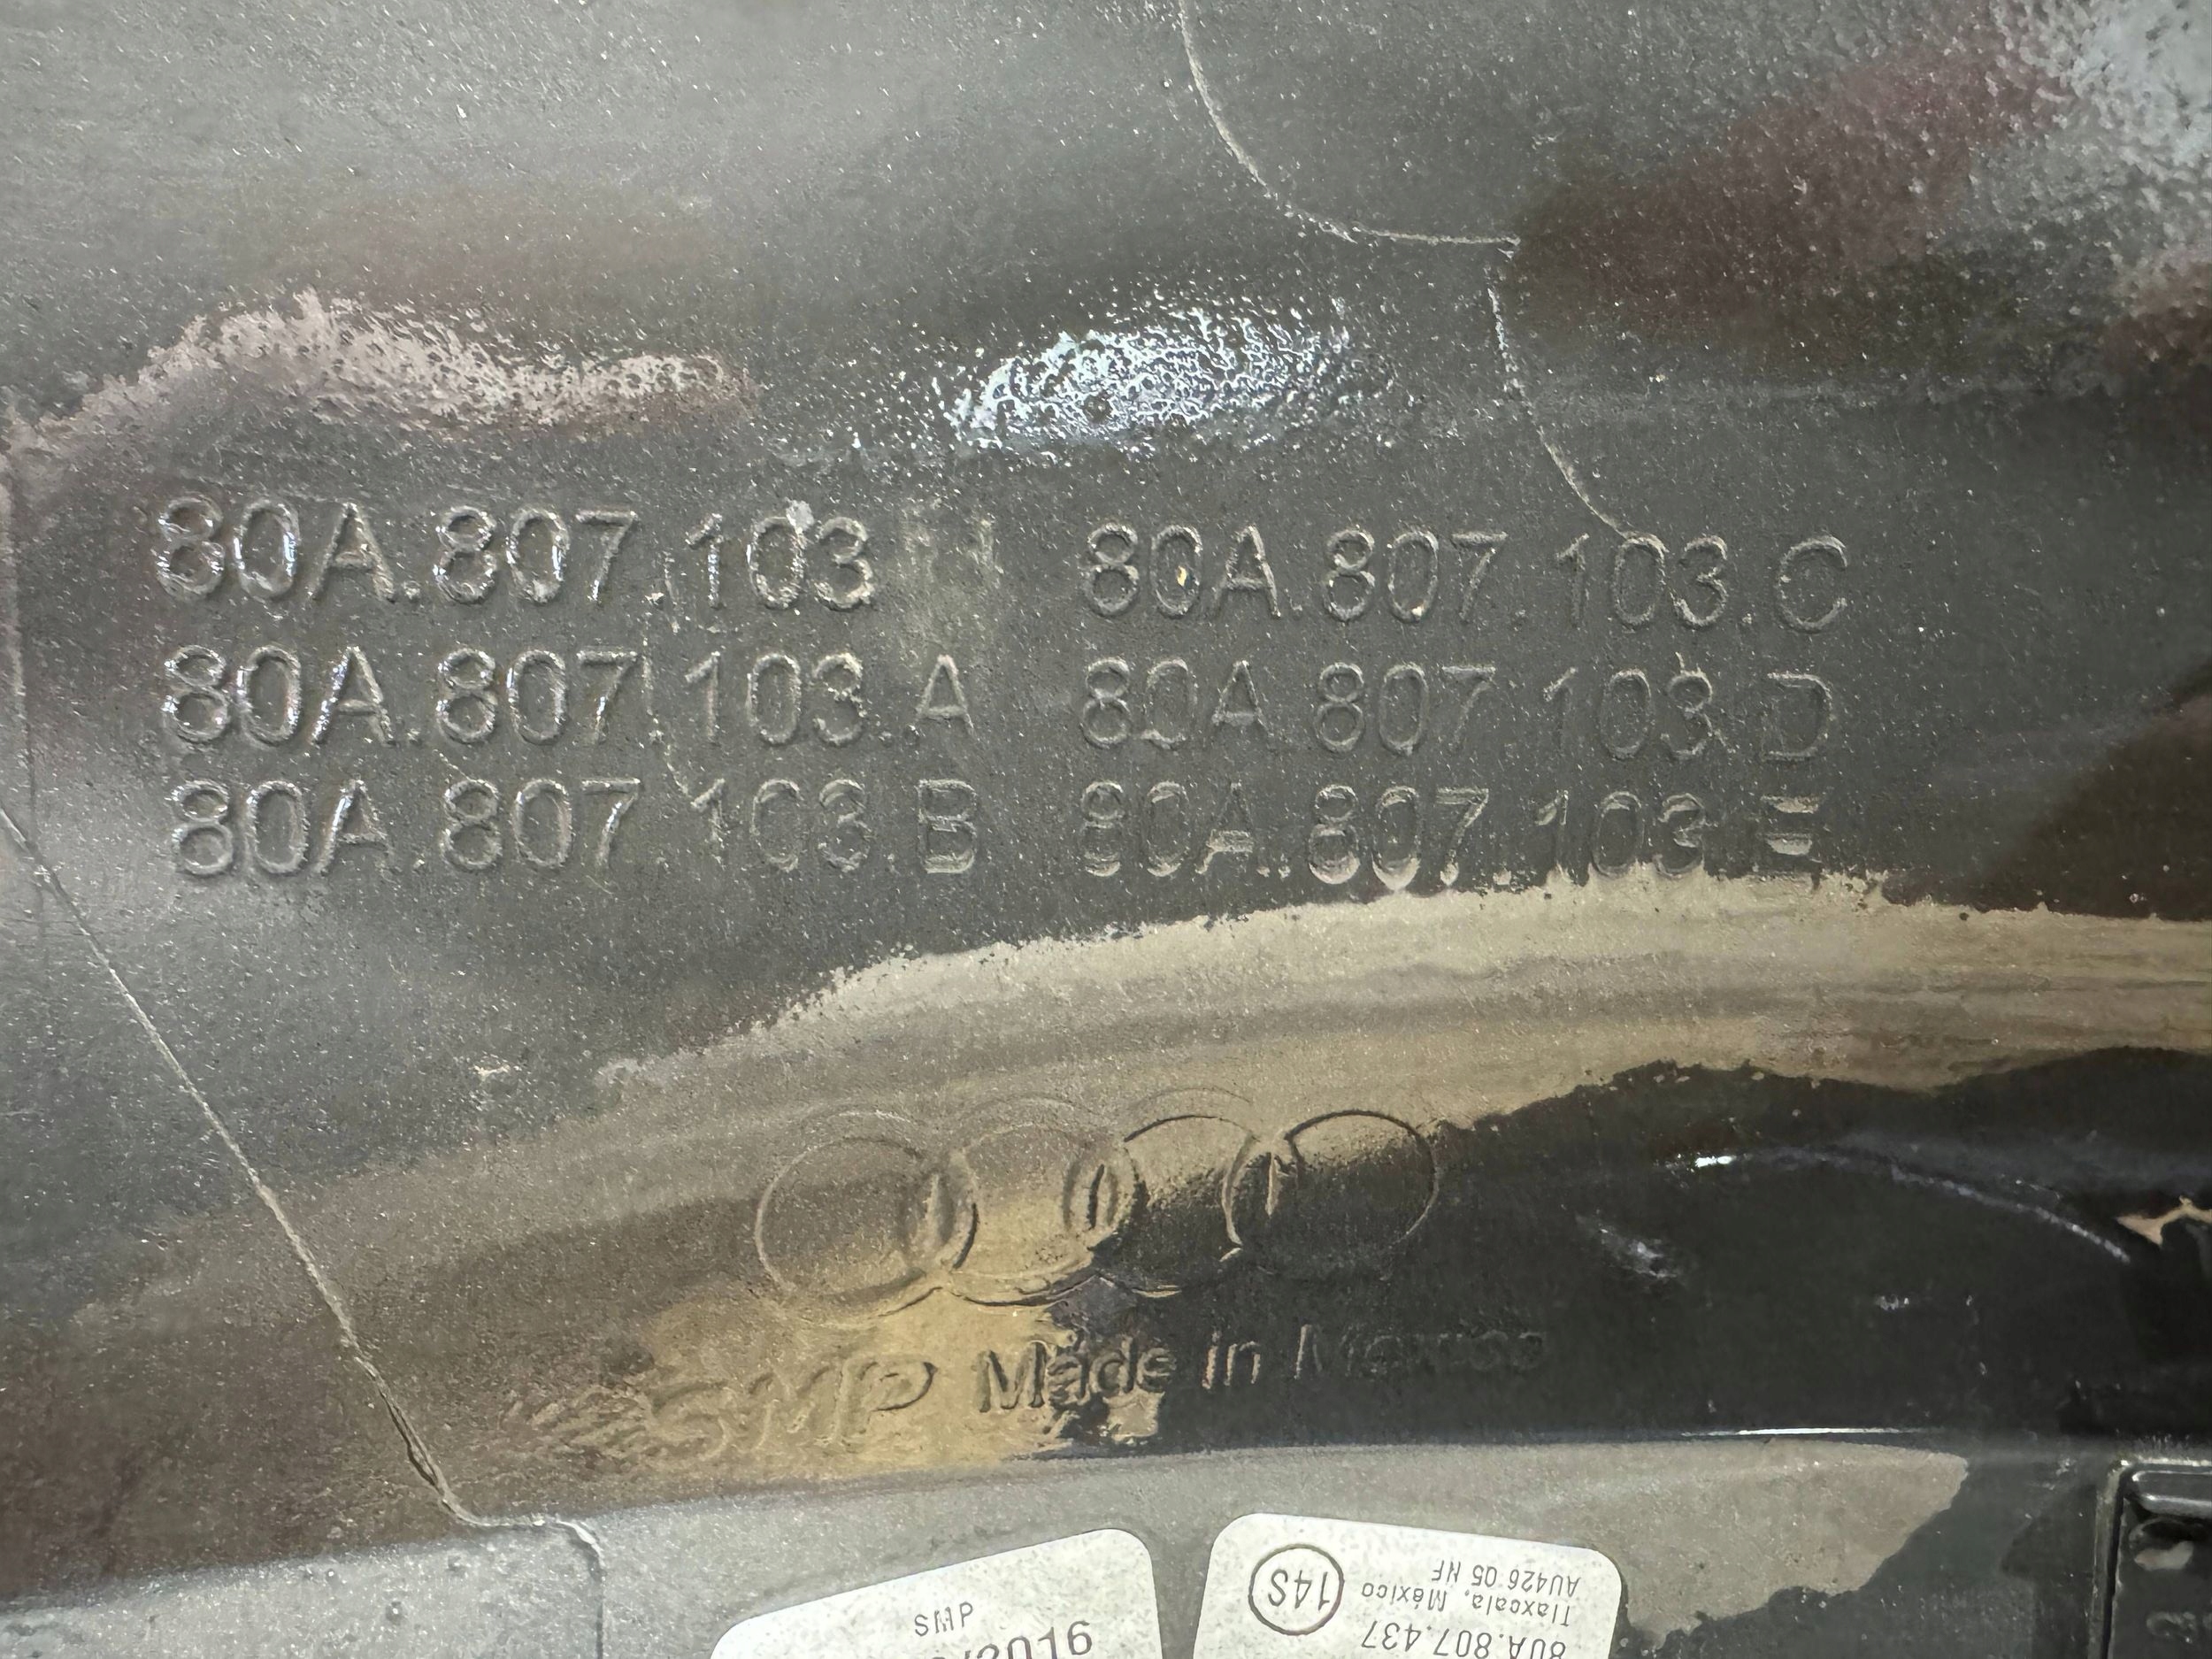 80A.807.103 80A.807.103.C
80A.807.103.A 80A.807.103.D
80A.807.103.B 80A.807.103.E
SMP Made in Mexico
SMP
/2016
80A.807.437
Tlaxcala, México
AU426 05 NF
14S